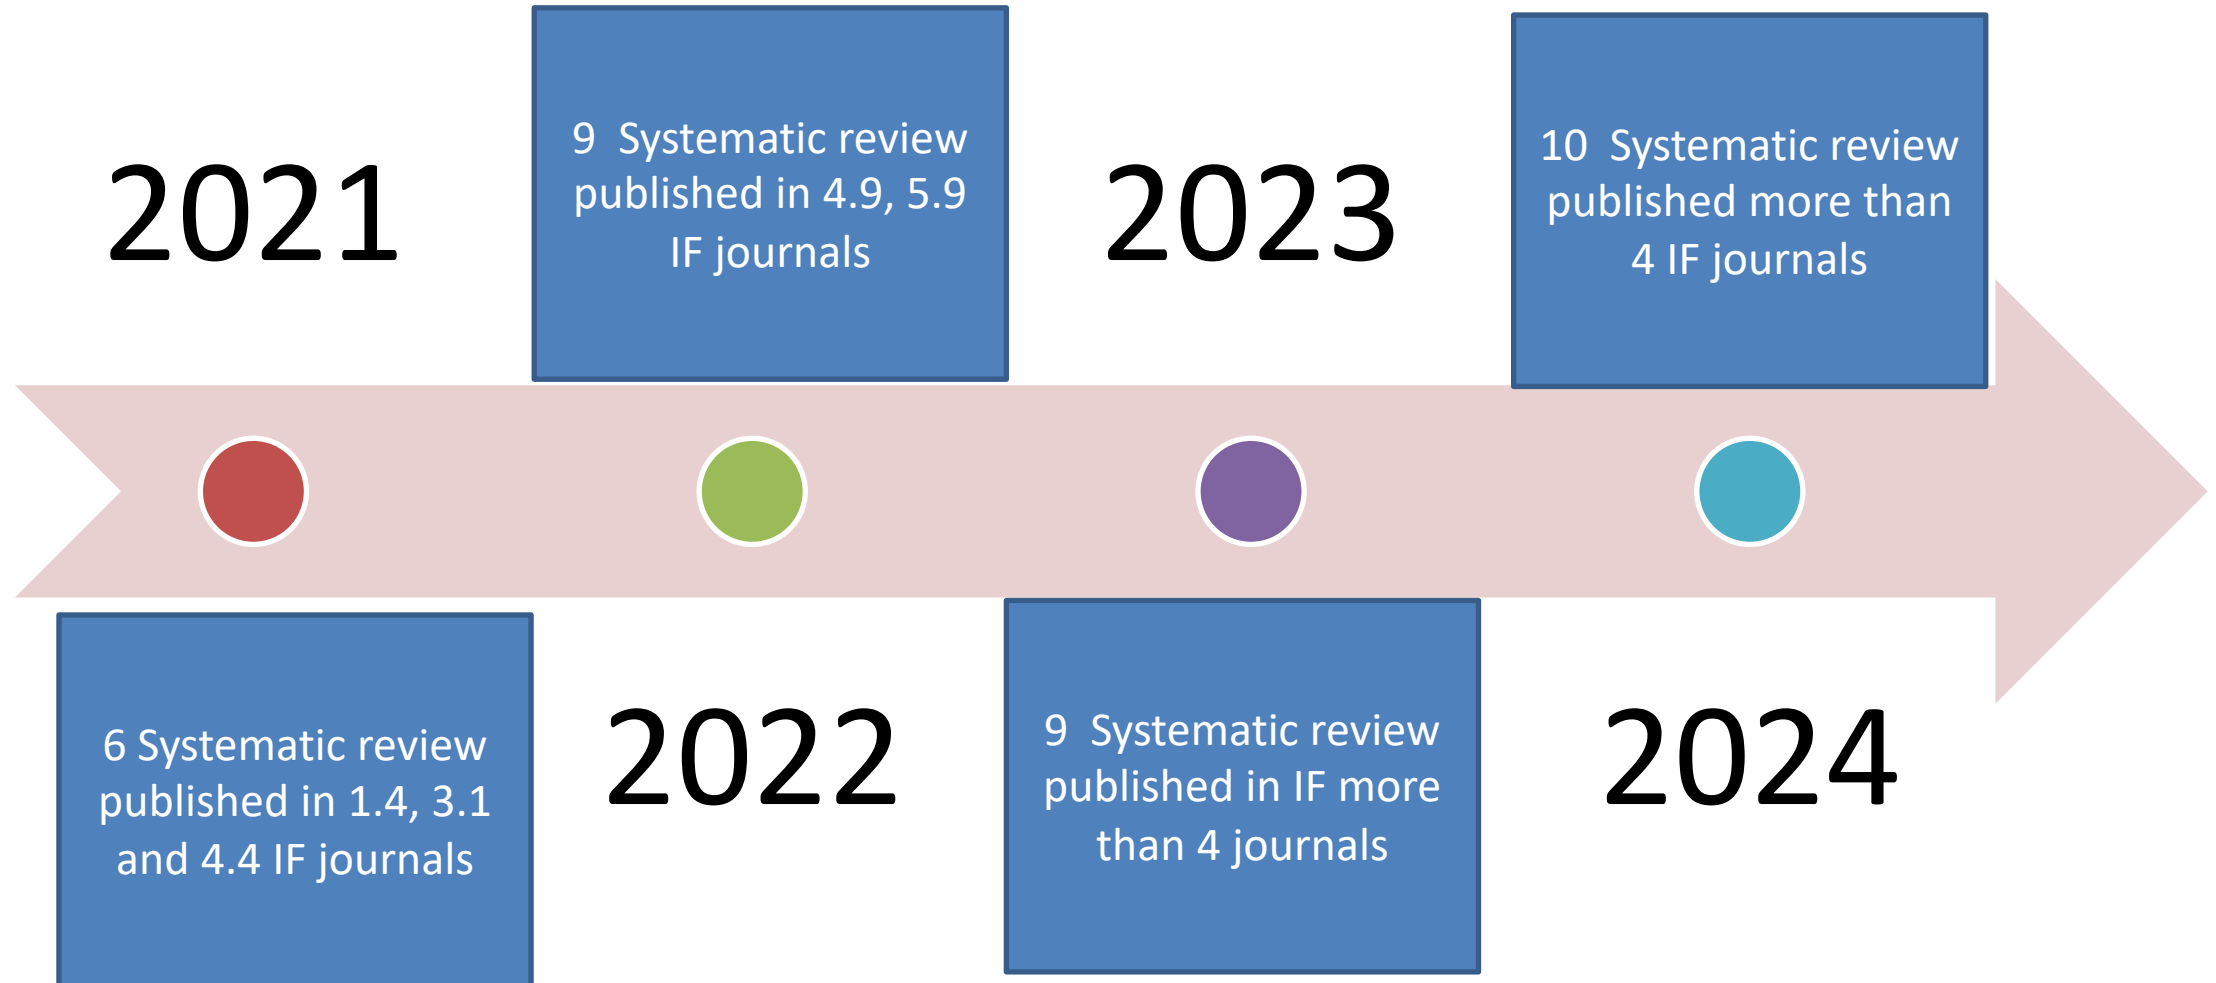 2021
6 Systematic review
published in 1.4, 3.1
and 4.4 IF journals
9  Systematic review
published in 4.9, 5.9
IF journals
2022
2023
9  Systematic review
published in IF more
than 4 journals
10  Systematic review
published more than
4 IF journals
2024